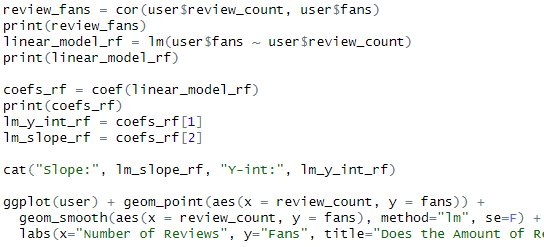 review_fans = cor(user$review_count, user$fans)
print(review_fans)
linear_model_rf = lm(user$fans ~ user$review_count)
print(linear_model_rf)
coefs_rf = coef(linear_model_rf)
print(coefs_rf)
lm_y_int_rf = coefs_rf[1]
lm_slope_rf = coefs_rf[2]
cat("Slope:", lm_slope_rf, "Y-int:", lm_y_int_rf)
ggplot(user) + geom_point(aes(x = review_count, y = fans)) +
geom_smooth(aes(x = review_count, y = fans), method="lm", se=F) +
labs(x="Number of Reviews", y="Fans", title="Does the Amount of